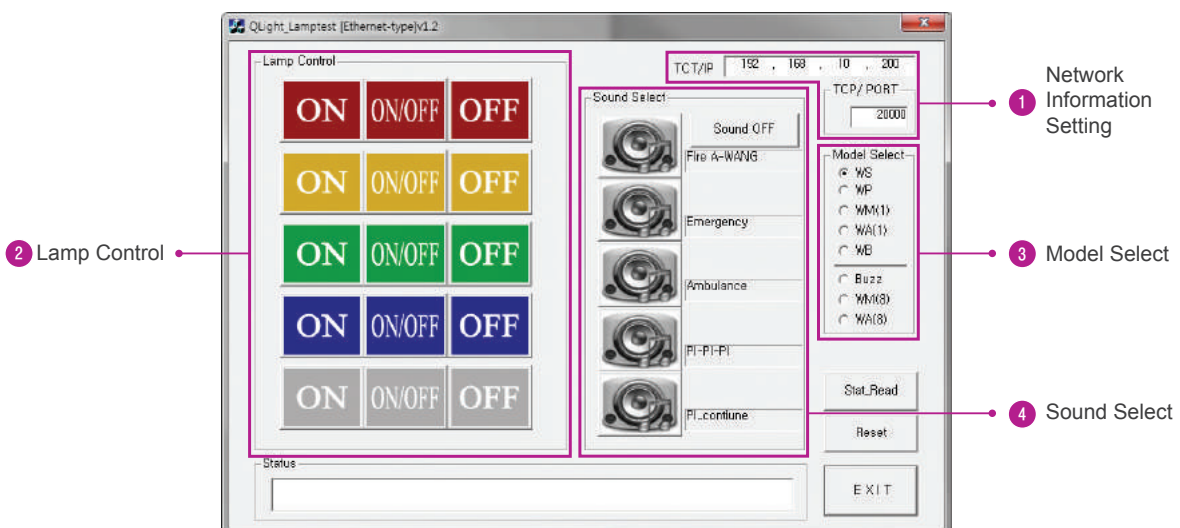 QLight_Lamptest [Ethernet-type]v1.2
Lamp Control
ON ON/OFF OFF
ON ON/OFF OFF
ON ON/OFF OFF
ON ON/OFF OFF
ON ON/OFF OFF
TCT/IP 192 . 168 . 10 . 200
TCP/PORT
20000
Sound Select
Sound OFF
Fire A-WANG
Emergency
Ambulance
PI-PI-PI
PI_contiune
Model Select
WS
WP
WM(1)
WA(1)
WB
Buzz
WM(8)
WA(8)
Stat_Read
Reset
EXIT
Status
1 Network
Information
Setting
2 Lamp Control
3 Model Select
4 Sound Select